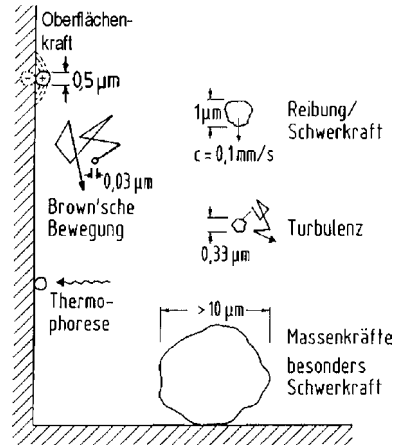 Oberflächen-
kraft
0,5 µm
1µm
Reibung/
Schwerkraft
c = 0,1mm/s
0,03 µm
Brown'sche
Bewegung
0,33 µm
Turbulenz
Thermo-
phorese
> 10 µm
Massenkräfte
besonders
Schwerkraft